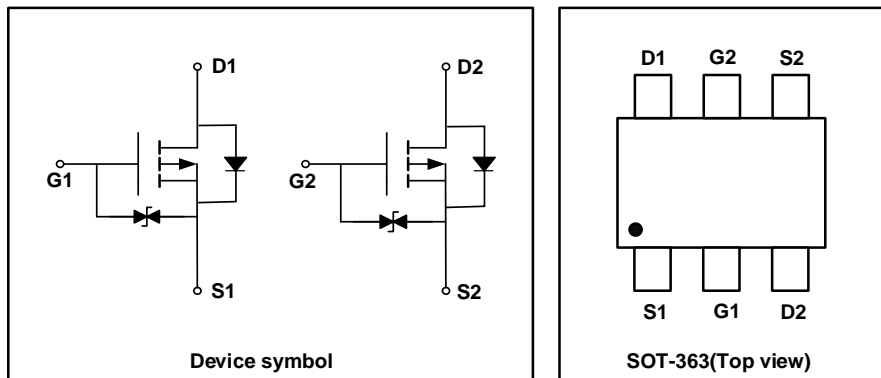 D1
G1
S1
D2
G2
S2
Device symbol
D1 G2 S2
S1 G1 D2
SOT-363(Top view)